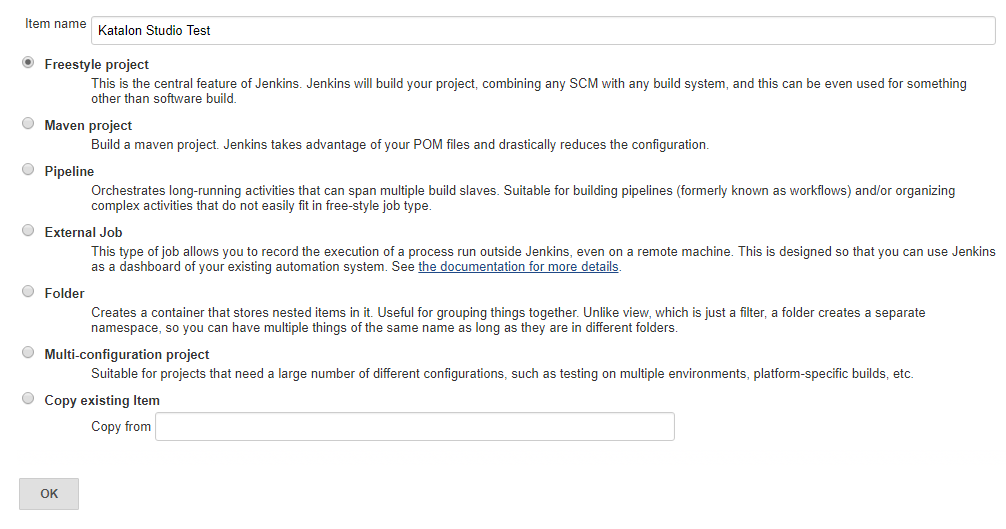 Item name Katalon Studio Test
Freestyle project
This is the central feature of Jenkins. Jenkins will build your project, combining any SCM with any build system, and this can be even used for something
other than software build.
Maven project
Build a maven project. Jenkins takes advantage of your POM files and drastically reduces the configuration.
Pipeline
Orchestrates long-running activities that can span multiple build slaves. Suitable for building pipelines (formerly known as workflows) and/or organizing
complex activities that do not easily fit in free-style job type.
External Job
This type of job allows you to record the execution of a process run outside Jenkins, even on a remote machine. This is designed so that you can use Jenkins
as a dashboard of your existing automation system. See the documentation for more details.
Folder
Creates a container that stores nested items in it. Useful for grouping things together. Unlike view, which is just a filter, a folder creates a separate
namespace, so you can have multiple things of the same name as long as they are in different folders.
Multi-configuration project
Suitable for projects that need a large number of different configurations, such as testing on multiple environments, platform-specific builds, etc.
Copy existing Item
Copy from
OK